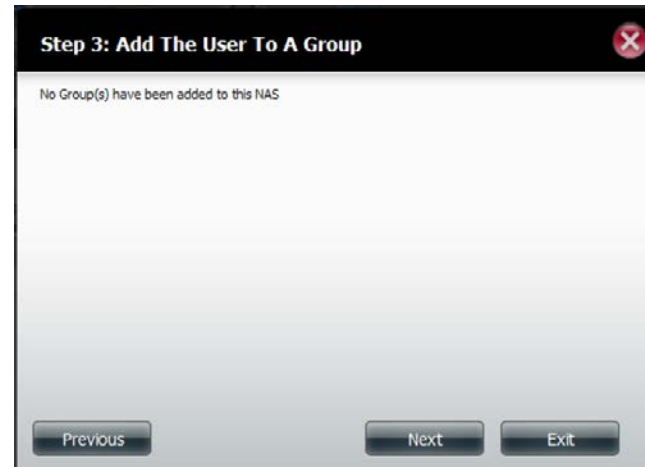 Step 3: Add The User To A Group
No Group(s) have been added to this NAS
Previous
Next
Exit